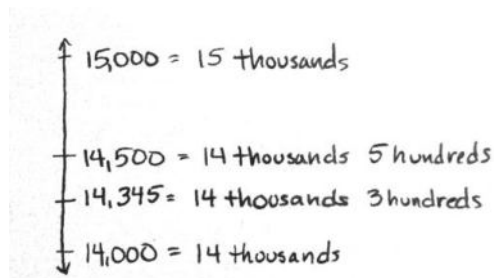 15,000 = 15 thousands
14,500 = 14 thousands 5 hundreds
14,345 = 14 thousands 3 hundreds
14,000 = 14 thousands